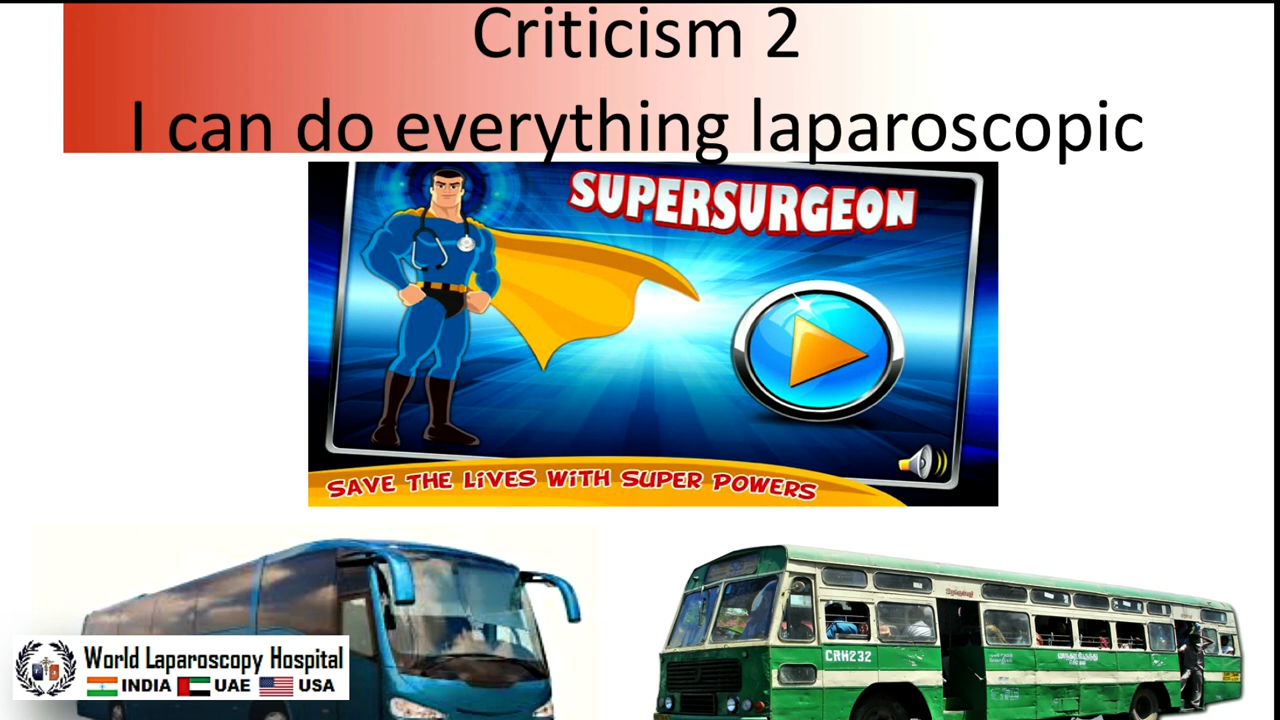 Criticism 2
I can do everything laparoscopic
SUPERSURGEON
SAVE THE LiVES WiTH SUPER POWERS
CRH232
World Laparoscopy Hospital
INDIA UAE USA